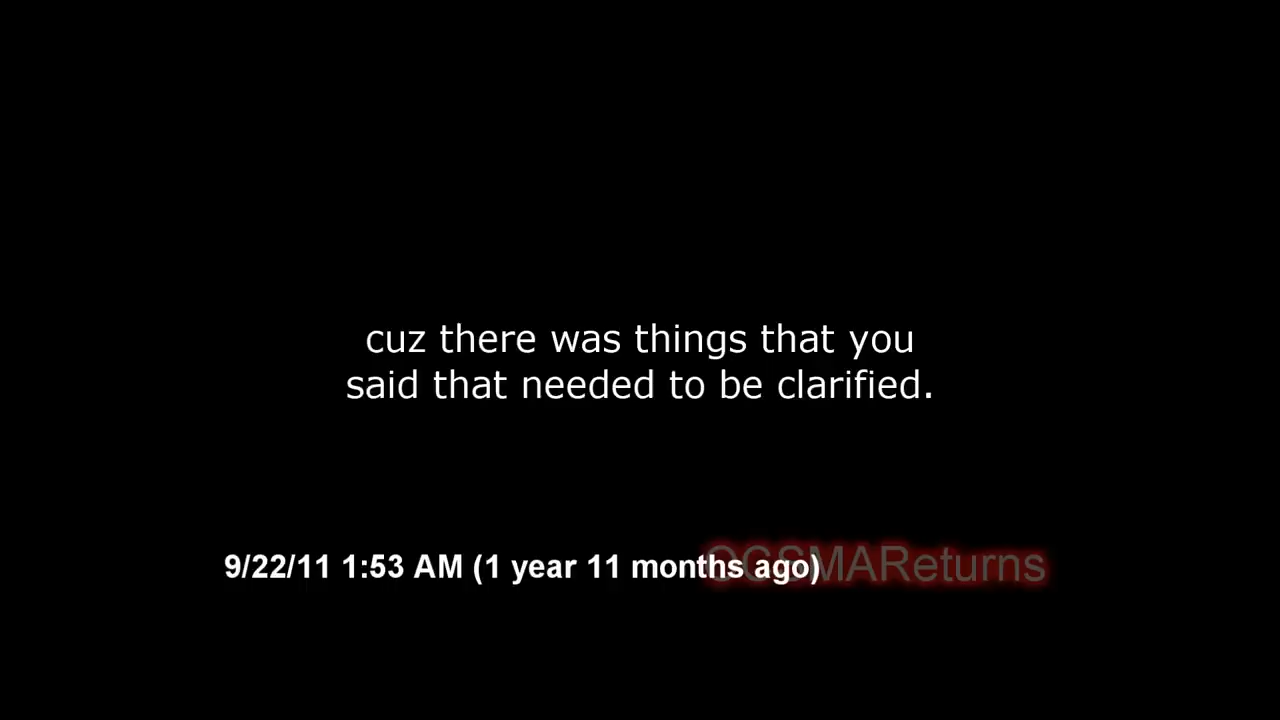 cuz there was things that you
said that needed to be clarified.
9/22/11 1:53 AM (1 year 11 months ago)